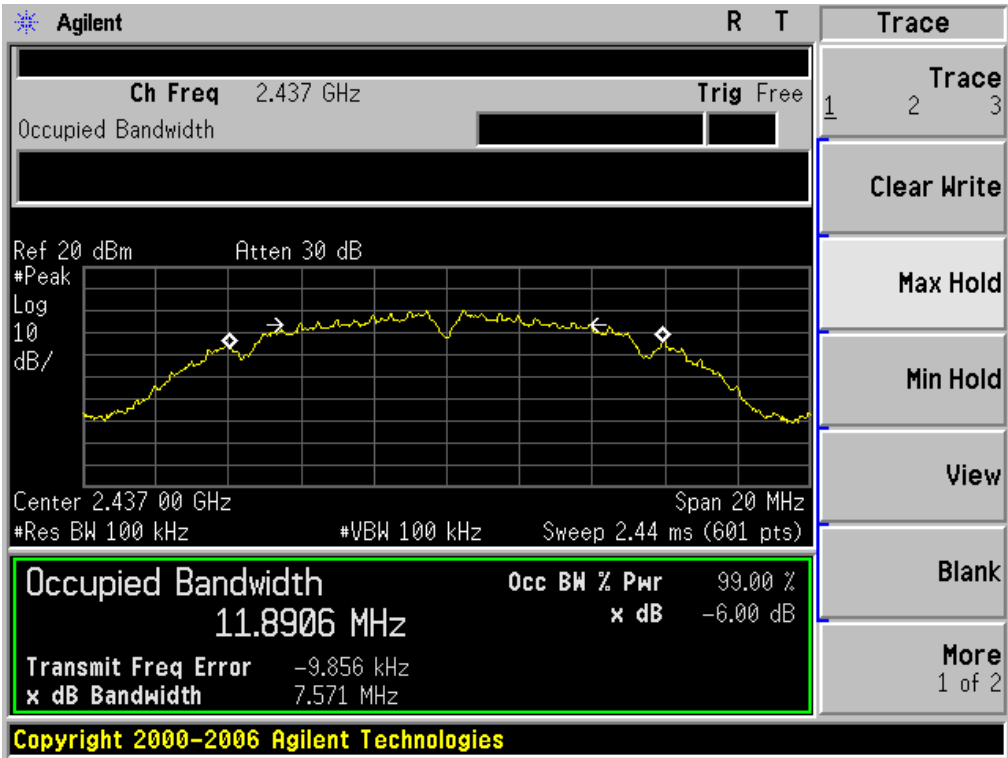 Agilent R T Trace
Ch Freq 2.437 GHz Trig Free
Occupied Bandwidth
Trace
1 2 3
Clear Write
Max Hold
Min Hold
View
Blank
More
1 of 2
Ref 20 dBm Atten 30 dB
#Peak
Log
10
dB/
Center 2.437 00 GHz Span 20 MHz
#Res BW 100 kHz #VBW 100 kHz Sweep 2.44 ms (601 pts)
Occupied Bandwidth Occ BW % Pwr 99.00 %
11.8906 MHz x dB -6.00 dB
Transmit Freq Error -9.856 kHz
x dB Bandwidth 7.571 MHz
Copyright 2000-2006 Agilent Technologies